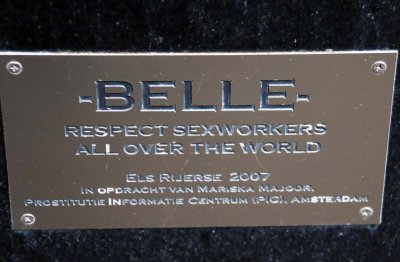 -BELLE-
RESPECT SEXWORKERS
ALL OVER THE WORLD
ELS RIJERSE 2007
IN OPDRACHT VAN MARISKA MAJOOR,
PROSTITUTIE INFORMATIE CENTRUM (PIC), AMSTERDAM